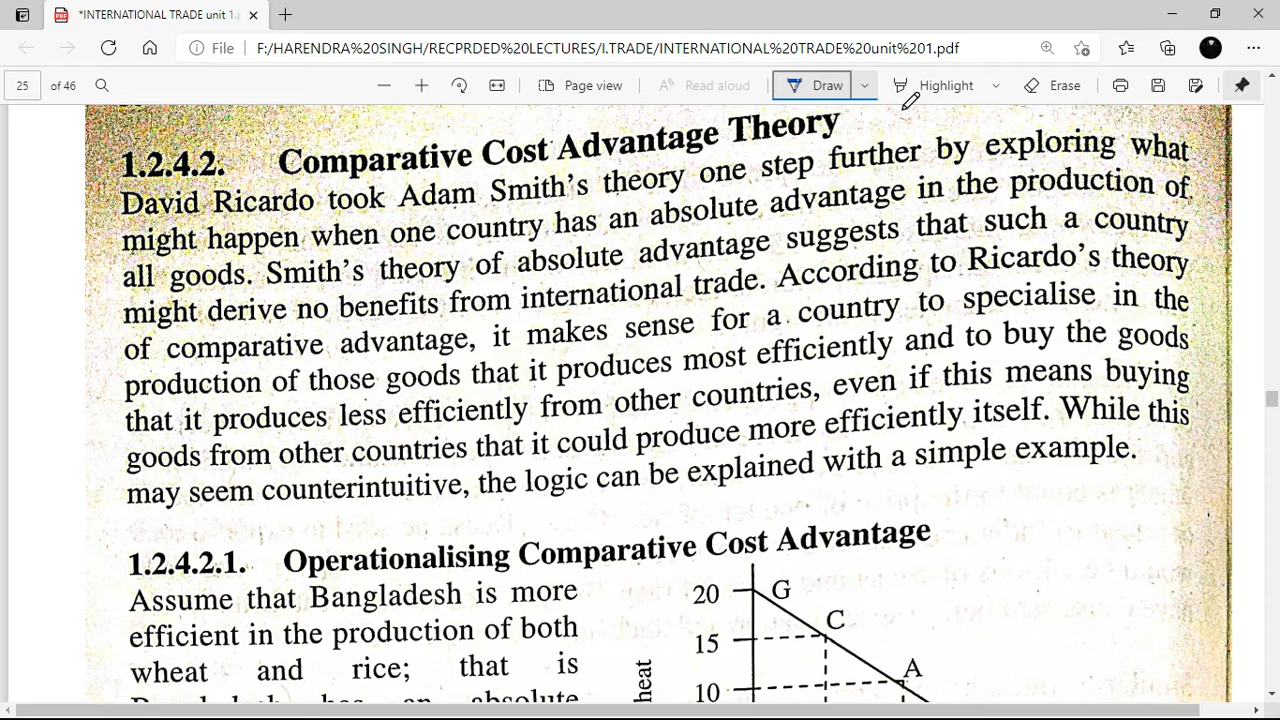 *INTERNATIONAL TRADE unit 1.
File F:/HARENDRA%20SINGH/RECPRDED%20LECTURES/I.TRADE/INTERNATIONAL%20TRADE%20unit%201.pdf
25 of 46 Page view Read aloud Draw Highlight Erase
1.2.4.2. Comparative Cost Advantage Theory
David Ricardo took Adam Smith's theory one step further by exploring what
might happen when one country has an absolute advantage in the production of
all goods. Smith's theory of absolute advantage suggests that such a country
might derive no benefits from international trade. According to Ricardo's theory
of comparative advantage, it makes sense for a country to specialise in the
production of those goods that it produces most efficiently and to buy the goods
that it produces less efficiently from other countries, even if this means buying
goods from other countries that it could produce more efficiently itself. While this
may seem counterintuitive, the logic can be explained with a simple example.
1.2.4.2.1. Operationalising Comparative Cost Advantage
Assume that Bangladesh is more
efficient in the production of both
wheat and rice; that is
has an absolute
20 G
15 C
10 A
heat